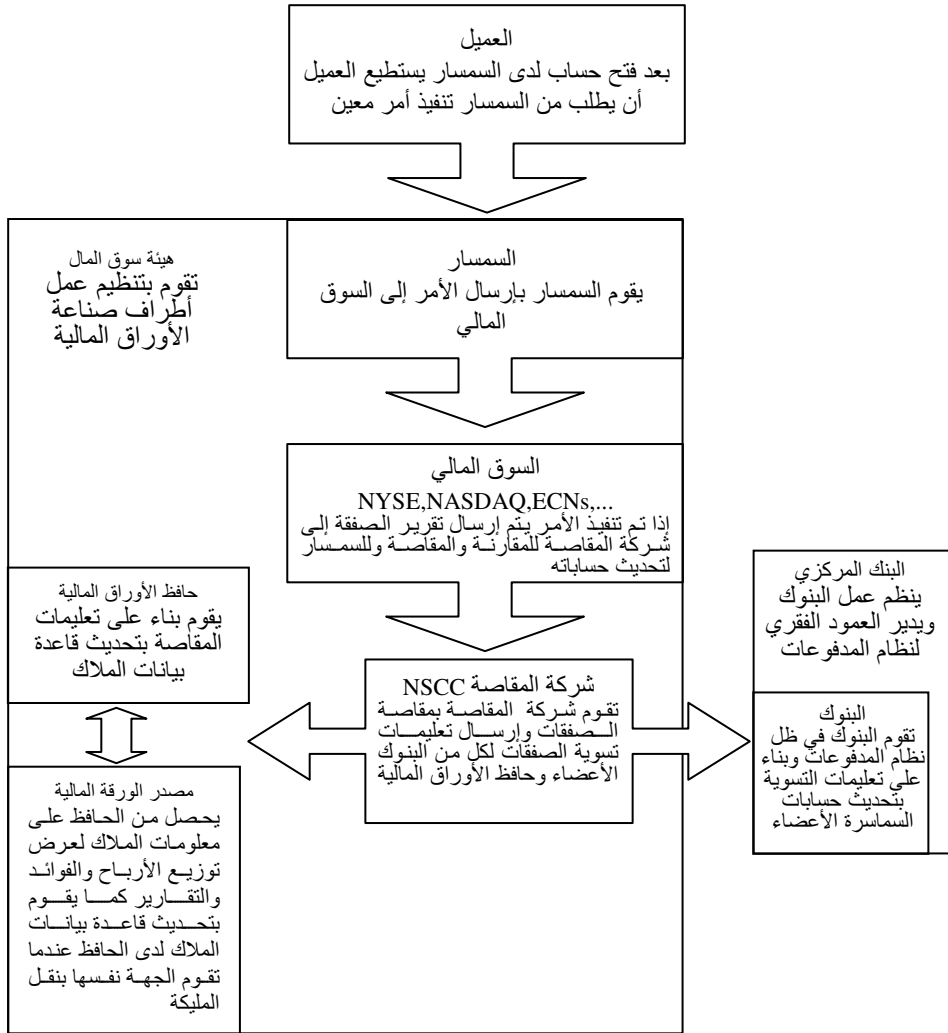 العميل
بعد فتح حساب لدى السمسار يستطيع العميل
أن يطلب من السمسار تنفيذ أمر معين
هيئة سوق المال
تقوم بتنظيم عمل
أطراف صناعة
الأوراق المالية
السمسار
يقوم السمسار بإرسال الأمر إلى السوق
المالي
السوق المالي
NYSE,NASDAQ,ECNs,...
إذا تم تنفيذ الأمر يتم إرسال تقرير الصفقة إلى
شركة المقاصة للمقارنة والمقاصة وللسمسار
لتحديث حساباته
البنك المركزي
ينظم عمل البنوك
ويدير العمود الفقري
لنظام المدفوعات
البنوك
تقوم البنوك في ظل
نظام المدفوعات وبناء
على تعليمات التسوية
بتحديث حسابات
السماسرة الأعضاء
شركة المقاصة NSCC
تقوم شركة المقاصة بمقاصة
الصفقات وإرسال تعليمات
تسوية الصفقات لكل من البنوك
الأعضاء وحافظ الأوراق المالية
حافظ الأوراق المالية
يقوم بناء على تعليمات
المقاصة بتحديث قاعدة
بيانات الملاك
مصدر الورقة المالية
يحصل من الحافظ على
معلومات الملاك لعرض
توزيع الأرباح والفوائد
والتقارير كما يقوم
بتحديث قاعدة بيانات
الملاك لدى الحافظ عندما
تقوم الجهة نفسها بنقل
المليكة